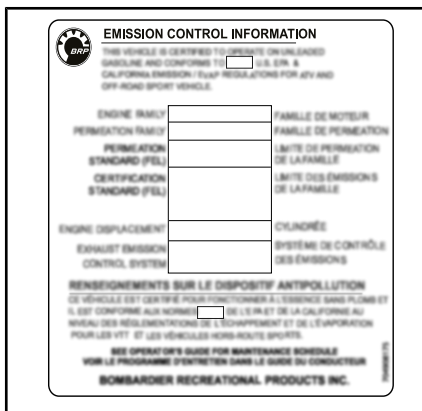 BRP
EMISSION CONTROL INFORMATION
THIS VEHICLE IS CERTIFIED TO OPERATE ON UNLEADED
GASOLINE AND CONFORMS TO U.S. EPA &
CALIFORNIA EMISSION / EVAP REGULATIONS FOR ATV AND
OFF-ROAD SPORT VEHICLE.
ENGINE FAMILY FAMILLE DE MOTEUR
PERMEATION FAMILY FAMILLE DE PERMEATION
PERMEATION LIMITE DE PERMEATION
STANDARD (FEL) DE LA FAMILLE
CERTIFICATION LIMITE DES ÉMISSIONS
STANDARD (FEL) DE LA FAMILLE
ENGINE DISPLACEMENT CYLINDRÉE
EXHAUST EMISSION SYSTÈME DE CONTRÔLE
CONTROL SYSTEM DES ÉMISSIONS
RENSEIGNEMENTS SUR LE DISPOSITIF ANTIPOLLUTION
CE VÉHICULE EST CERTIFIÉ POUR FONCTIONNER À L'ESSENCE SANS PLOMB ET
IL EST CONFORME AUX NORMES DE L'EPA ET DE LA CALIFORNIE AU
NIVEAU DES RÉGLEMENTATIONS DE L'ÉCHAPPEMENT ET DE L'ÉVAPORATION
POUR LES VTT ET LES VÉHICULES HORS-ROUTE SPORTS.
SEE OPERATOR'S GUIDE FOR MAINTENANCE SCHEDULE
VOIR LE PROGRAMME D'ENTRETIEN DANS LE GUIDE DU CONDUCTEUR
BOMBARDIER RECREATIONAL PRODUCTS INC.